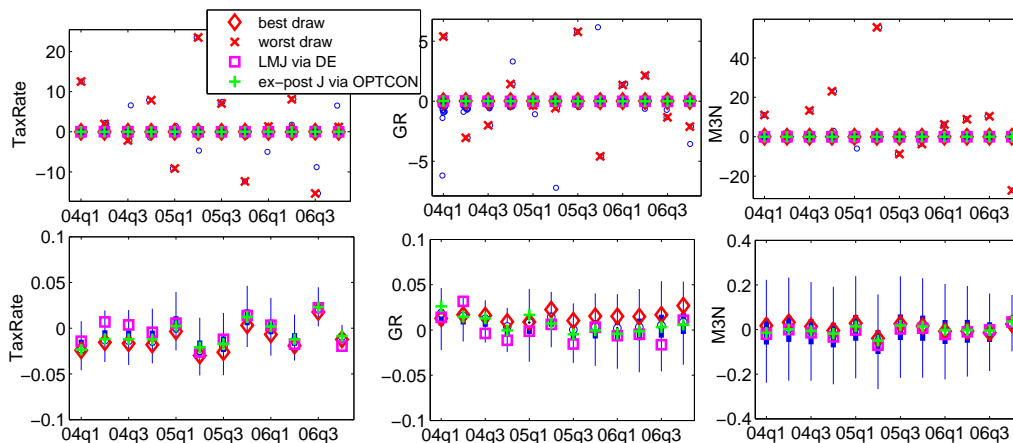 best draw
worst draw
LMJ via DE
ex-post J via OPTCON
TaxRate
20
10
0
−10
04q1 04q3 05q1 05q3 06q1 06q3
GR
5
0
−5
04q1 04q3 05q1 05q3 06q1 06q3
M3N
40
20
0
−20
04q1 04q3 05q1 05q3 06q1 06q3
TaxRate
0.1
0.05
0
−0.05
−0.1
04q1 04q3 05q1 05q3 06q1 06q3
GR
0.1
0.05
0
−0.05
−0.1
04q1 04q3 05q1 05q3 06q1 06q3
M3N
0.4
0.2
0
−0.2
−0.4
04q1 04q3 05q1 05q3 06q1 06q3